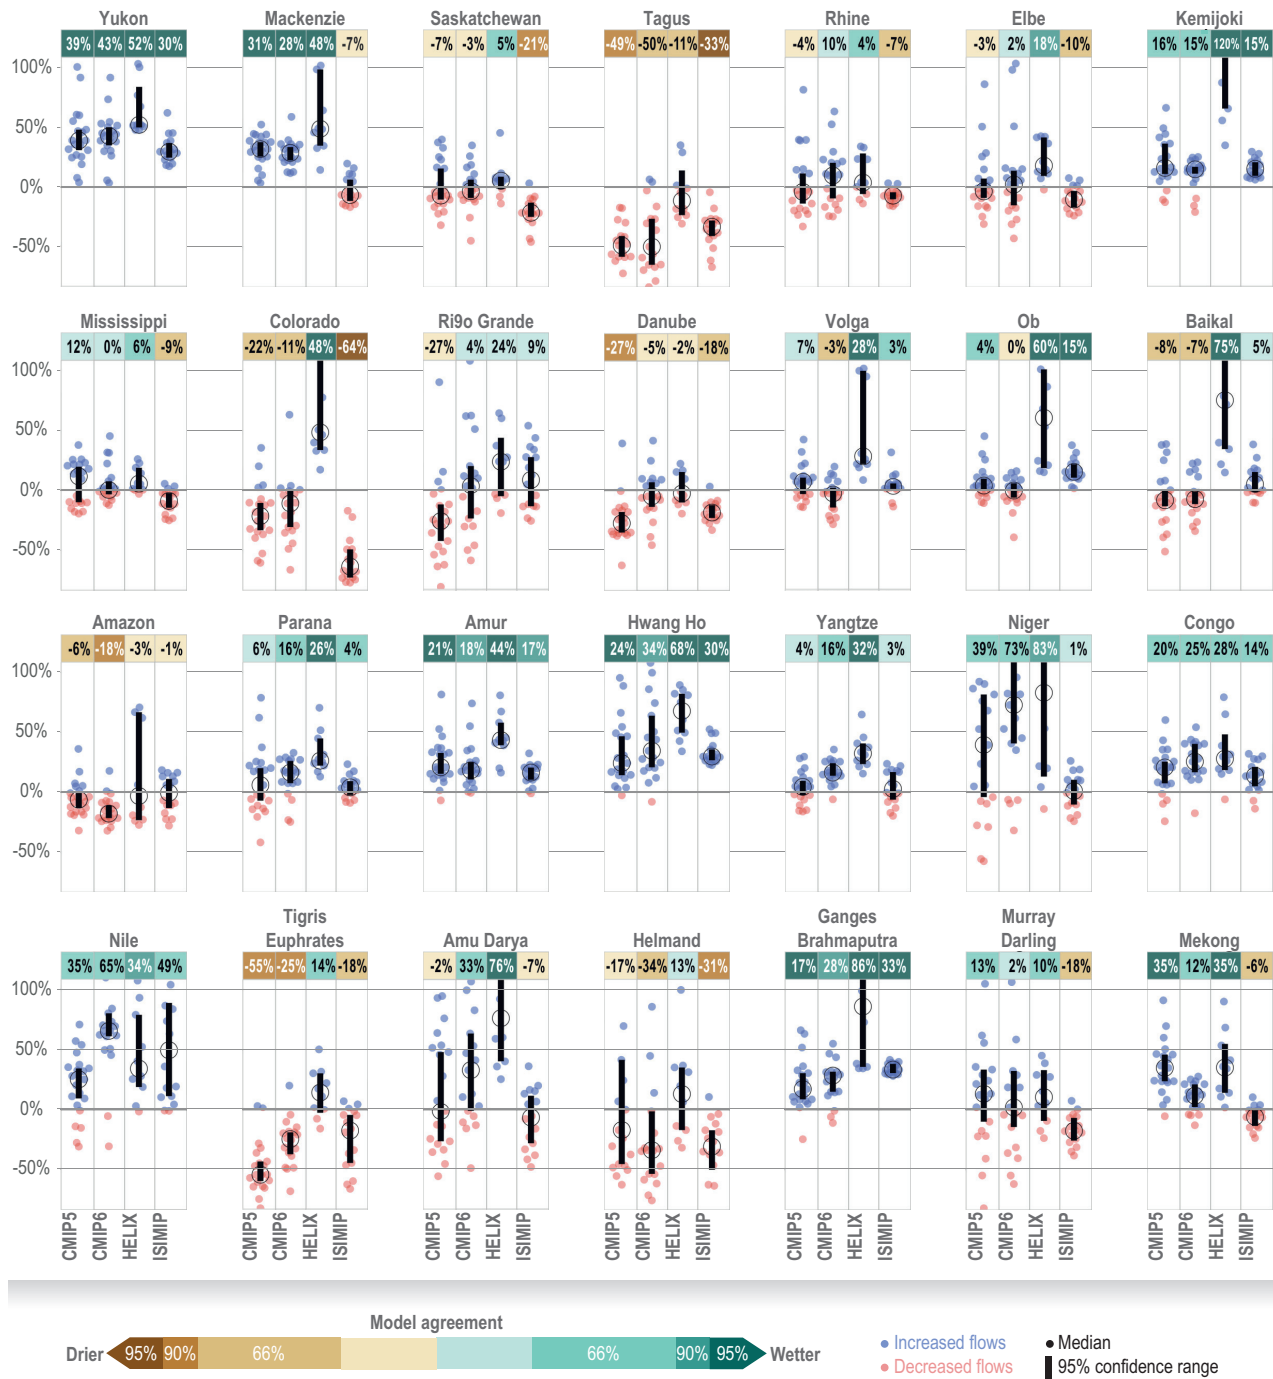 Yukon Mackenzie Saskatchewan Tagus Rhine Elbe Kemijoki
39% 43% 52% 30% 31% 28% 48% -7% -7% -3% 5% -21% -49% -50% -11% -33% -4% 10% 4% -7% -3% 2% 18% -10% 16% 15% 120% 15%
100%
50%
0%
-50%
Mississippi Colorado Ri9o Grande Danube Volga Ob Baikal
12% 0% 6% -9% -22% -11% 48% -64% -27% 4% 24% 9% -27% -5% -2% -18% 7% -3% 28% 3% 4% 0% 60% 15% -8% -7% 75% 5%
100%
50%
0%
-50%
Amazon Parana Amur Hwang Ho Yangtze Niger Congo
-6% -18% -3% -1% 6% 16% 26% 4% 21% 18% 44% 17% 24% 34% 68% 30% 4% 16% 32% 3% 39% 73% 83% 1% 20% 25% 28% 14%
100%
50%
0%
-50%
Tigris Ganges Murray
Nile Euphrates Amu Darya Helmand Brahmaputra Darling Mekong
35% 65% 34% 49% -55% -25% 14% -18% -2% 33% 76% -7% -17% -34% 13% -31% 17% 28% 86% 33% 13% 2% 10% -18% 35% 12% 35% -6%
100%
50%
0%
-50%
CMIP5 CMIP6 HELIX ISIMIP CMIP5 CMIP6 HELIX ISIMIP CMIP5 CMIP6 HELIX ISIMIP CMIP5 CMIP6 HELIX ISIMIP CMIP5 CMIP6 HELIX ISIMIP CMIP5 CMIP6 HELIX ISIMIP CMIP5 CMIP6 HELIX ISIMIP
Model agreement
Drier 95% 90% 66% 66% 90% 95% Wetter
Increased flows Median
Decreased flows 95% confidence range